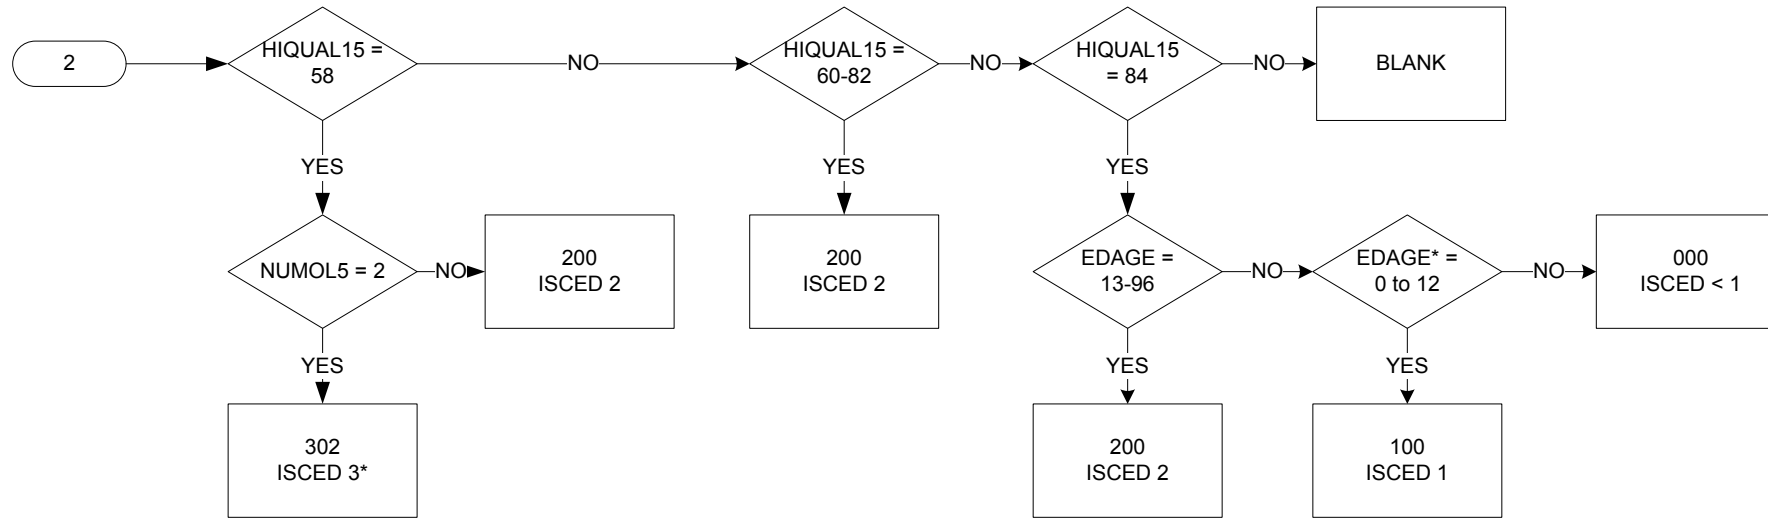 2
HIQUAL15 =
58
NO
HIQUAL15 =
60-82
NO
HIQUAL15
= 84
NO
BLANK
YES
YES
YES
NUMOL5 = 2
NO
200
ISCED 2
200
ISCED 2
EDAGE =
13-96
NO
EDAGE* =
0 to 12
NO
000
ISCED < 1
YES
YES
YES
302
ISCED 3*
200
ISCED 2
100
ISCED 1